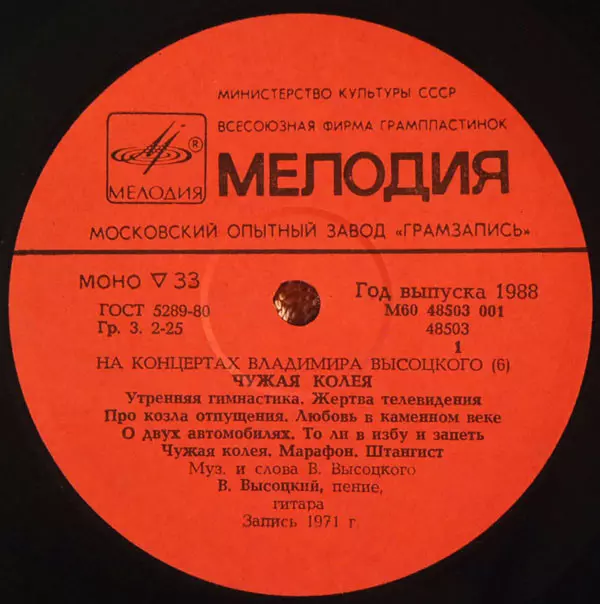 МИНИСТЕРСТВО КУЛЬТУРЫ СССР
ВСЕСОЮЗНАЯ ФИРМА ГРАМПЛАСТИНОК
® МЕЛОДИЯ
МЕЛОДИЯ
МОСКОВСКИЙ ОПЫТНЫЙ ЗАВОД «ГРАМЗАПИСЬ»
МОНО ▽ 33
ГОСТ 5289-80
Гр. 3. 2-25
Год выпуска 1988
М60 48503 001
48503
1
НА КОНЦЕРТАХ ВЛАДИМИРА ВЫСОЦКОГО (6)
ЧУЖАЯ КОЛЕЯ
Утренняя гимнастика. Жертва телевидения
Про козла отпущения. Любовь в каменном веке
О двух автомобилях. То ли в избу и запеть
Чужая колея. Марафон. Штангист
Муз. и слова В. Высоцкого
В. Высоцкий, пение,
гитара
Запись 1971 г.